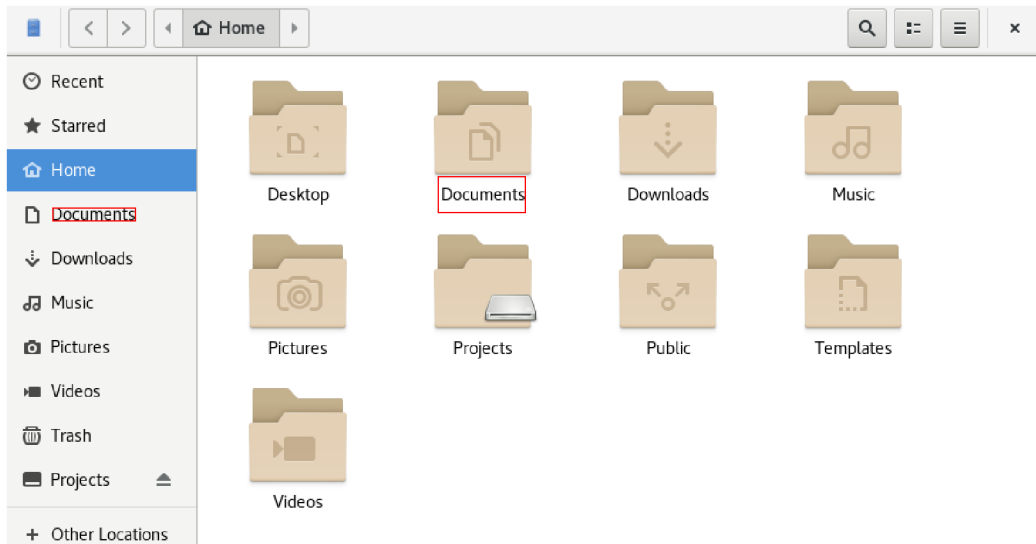 Home
Recent
Starred
Home
Documents
Downloads
Music
Pictures
Videos
Trash
Projects
+ Other Locations
Desktop Documents Downloads Music
Pictures Projects Public Templates
Videos